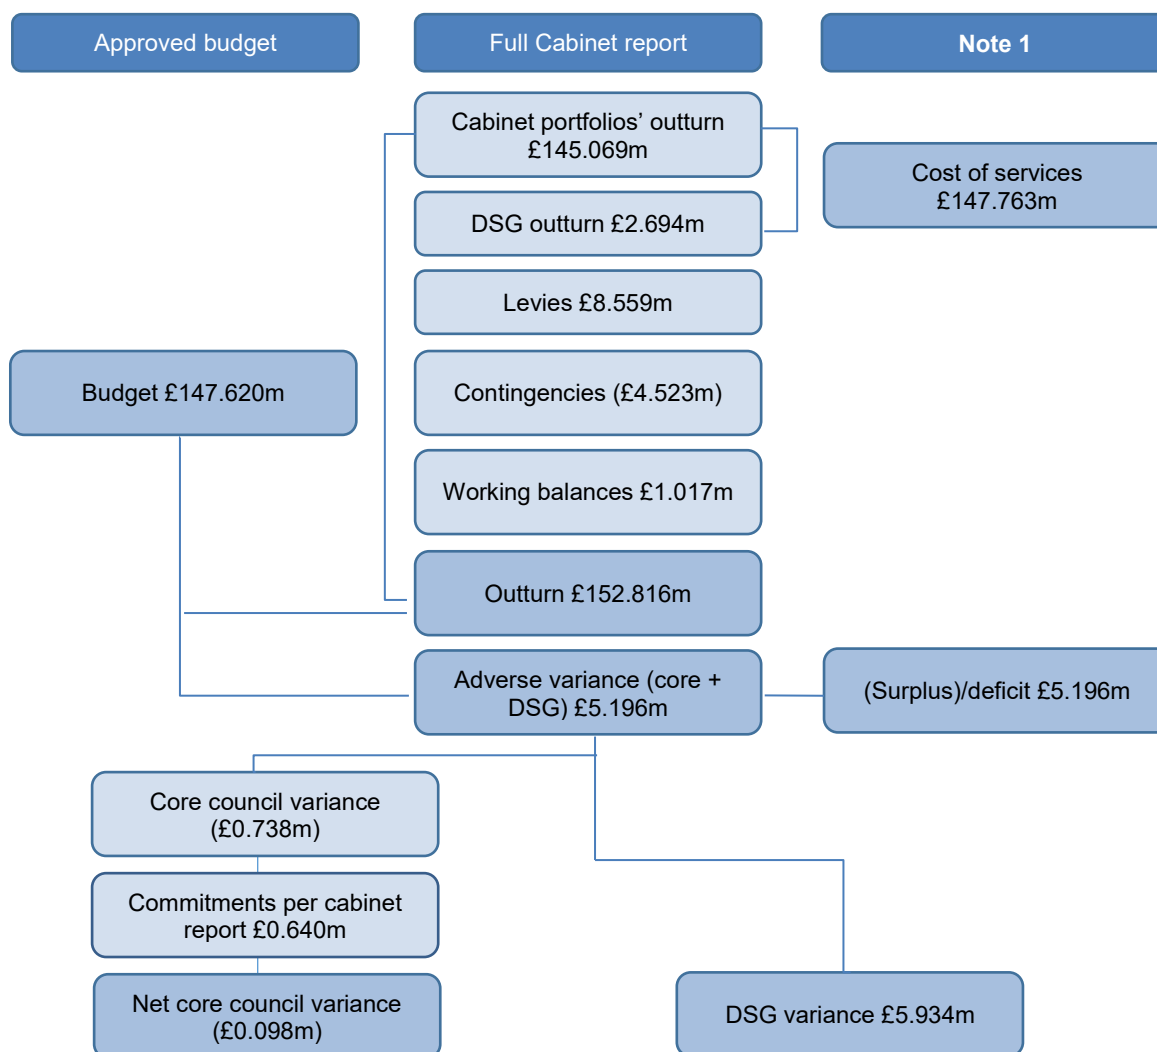 Approved budget
Full Cabinet report
Note 1
Cabinet portfolios’ outturn
£145.069m
Cost of services
£147.763m
DSG outturn £2.694m
Levies £8.559m
Budget £147.620m
Contingencies (£4.523m)
Working balances £1.017m
Outturn £152.816m
Adverse variance (core +
DSG) £5.196m
(Surplus)/deficit £5.196m
Core council variance
(£0.738m)
Commitments per cabinet
report £0.640m
Net core council variance
(£0.098m)
DSG variance £5.934m